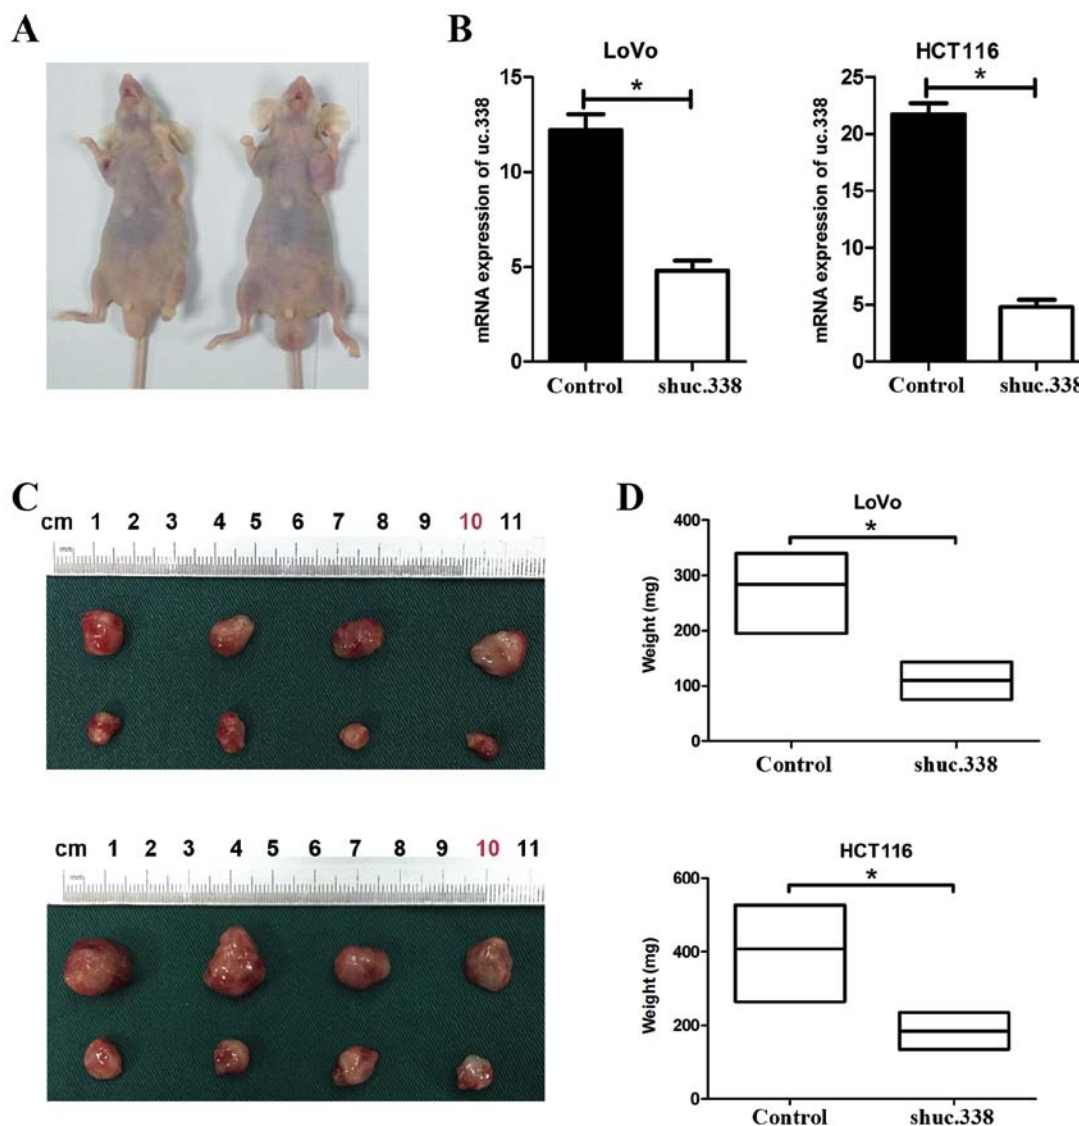 A
B
LoVo
15
10
5
0
mRNA expression of uc.338
*
Control
shuc.338
HCT116
25
20
15
10
5
0
mRNA expression of uc.338
*
Control
shuc.338
C
cm 1 2 3 4 5 6 7 8 9 10 11
mm
cm 1 2 3 4 5 6 7 8 9 10 11
D
LoVo
400
300
200
100
0
Weight (mg)
*
Control
shuc.338
HCT116
600
400
200
0
Weight (mg)
*
Control
shuc.338